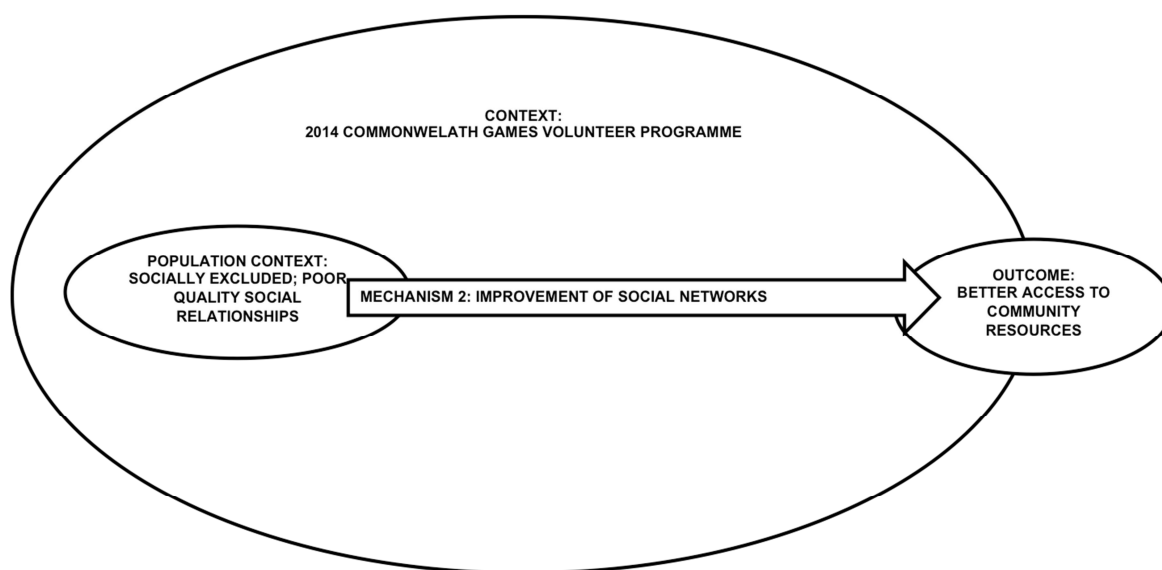 CONTEXT:
2014 COMMONWELATH GAMES VOLUNTEER PROGRAMME
POPULATION CONTEXT:
SOCIALLY EXCLUDED; POOR
QUALITY SOCIAL
RELATIONSHIPS
MECHANISM 2: IMPROVEMENT OF SOCIAL NETWORKS
OUTCOME:
BETTER ACCESS TO
COMMUNITY
RESOURCES